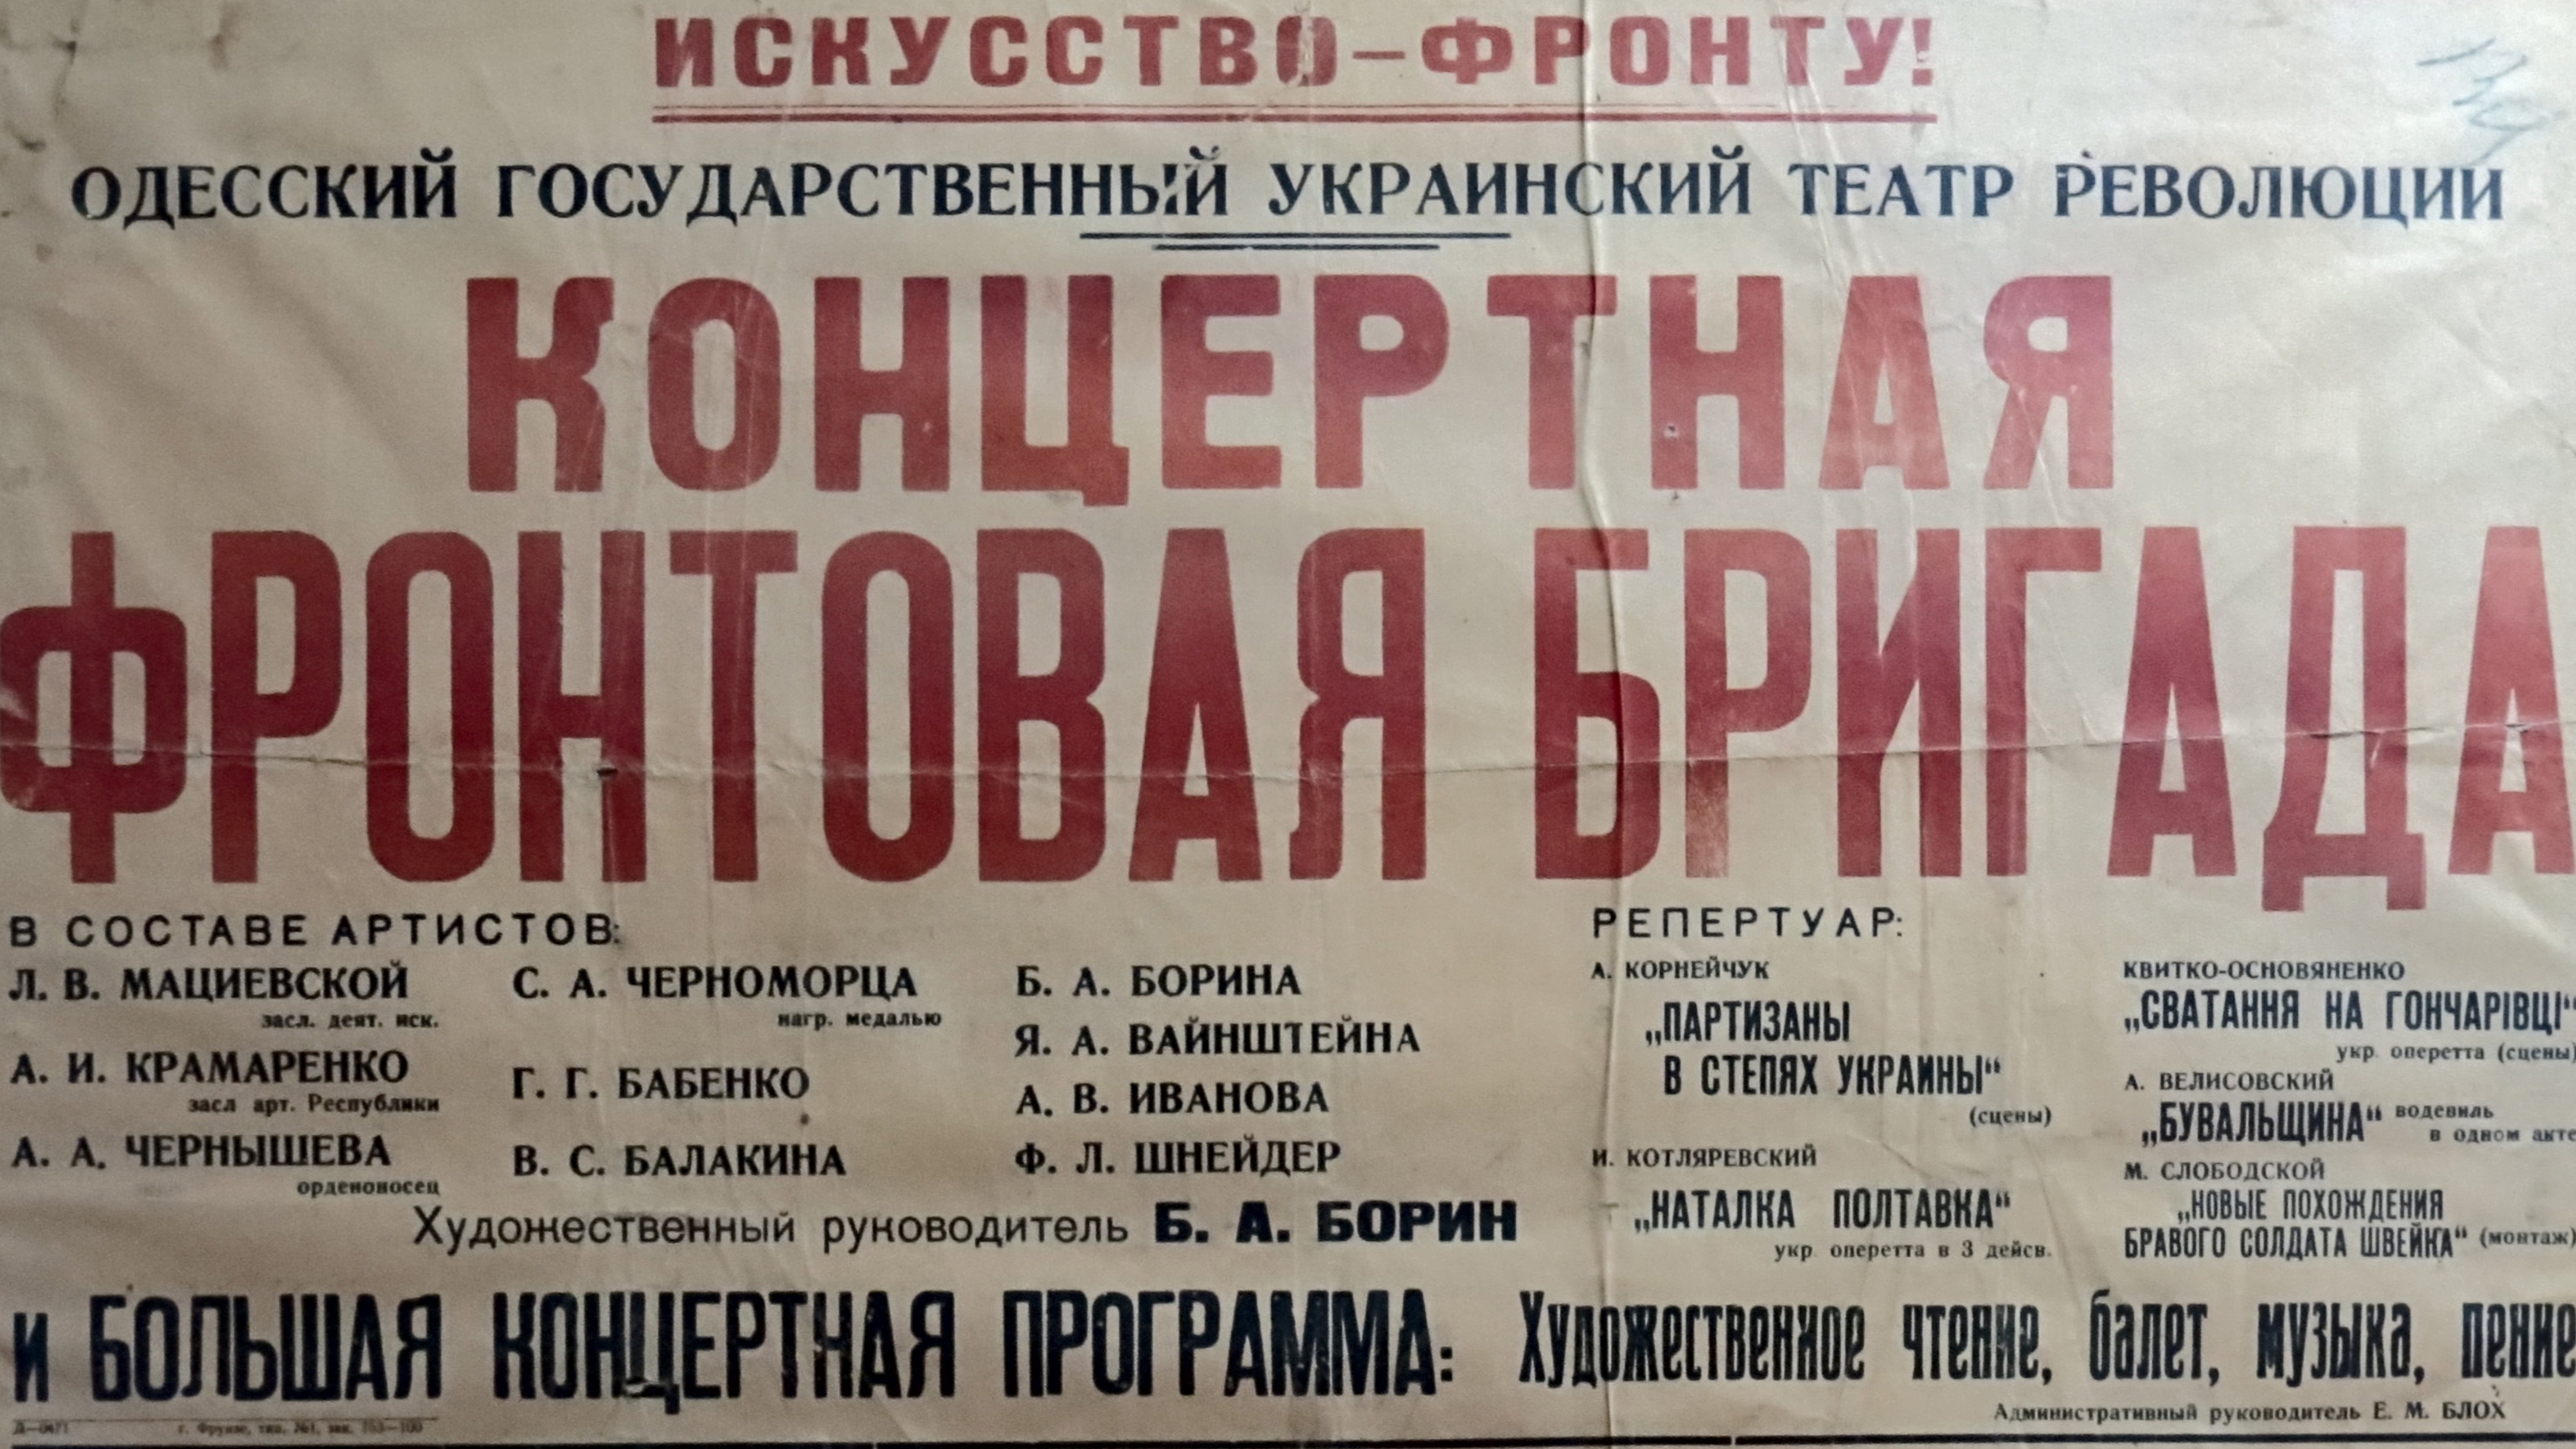 ИСКУССТВО–ФРОНТУ!
ОДЕССКИЙ ГОСУДАРСТВЕННЫЙ УКРАИНСКИЙ ТЕАТР РЕВОЛЮЦИИ
КОНЦЕРТНАЯ
ФРОНТОВАЯ БРИГАДА
В СОСТАВЕ АРТИСТОВ:
Л. В. МАЦИЕВСКОЙ
засл. деят. иск.
А. И. КРАМАРЕНКО
засл арт. Республики
А. А. ЧЕРНЫШЕВА
орденоносец
С. А. ЧЕРНОМОРЦА
нагр. медалью
Г. Г. БАБЕНКО
В. С. БАЛАКИНА
Б. А. БОРИНА
Я. А. ВАЙНШТЕЙНА
А. В. ИВАНОВА
Ф. Л. ШНЕЙДЕР
Художественный руководитель Б. А. БОРИН
РЕПЕРТУАР:
А. КОРНЕЙЧУК
„ПАРТИЗАНЫ
В СТЕПЯХ УКРАИНЫ“
(сцены)
И. КОТЛЯРЕВСКИЙ
„НАТАЛКА ПОЛТАВКА“
укр. оперетта в 3 дейсв.
КВИТКО-ОСНОВЯНЕНКО
„СВАТАННЯ НА ГОНЧАРІВЦІ“
укр. оперетта (сцены)
А. ВЕЛИСОВСКИЙ
„БУВАЛЬЩИНА“ водевиль
в одном акте
М. СЛОБОДСКОЙ
„НОВЫЕ ПОХОЖДЕНИЯ
БРАВОГО СОЛДАТА ШВЕЙКА“ (монтаж)
и БОЛЬШАЯ КОНЦЕРТНАЯ ПРОГРАММА: Художественное чтение, балет, музыка, пение
Административный руководитель Е. М. БЛОХ
г. Фрунзе, тип. №1, зак.